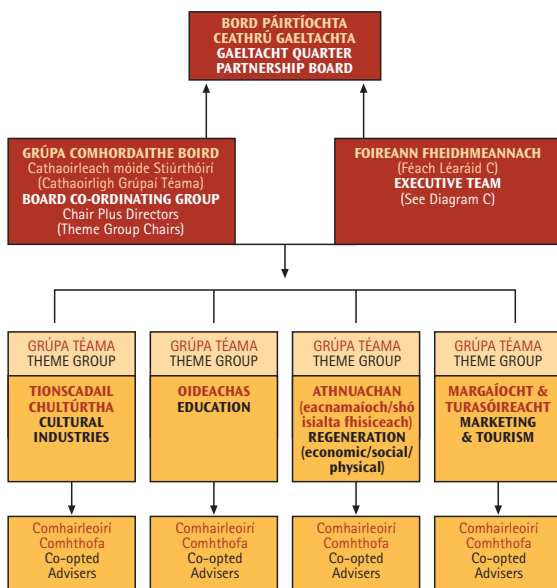 BORD PÁIRTÍOCHTA
CEATHRÚ GAELTACHTA
GAELTACHT QUARTER
PARTNERSHIP BOARD
GRÚPA COMHORDAITHE BOIRD
Cathaoirleach móide Stiúrthóirí
(Cathaoirligh Grúpaí Téama)
BOARD CO-ORDINATING GROUP
Chair Plus Directors
(Theme Group Chairs)
FOIREANN FHEIDHMEANNACH
(Féach Léaráid C)
EXECUTIVE TEAM
(See Diagram C)
GRÚPA TÉAMA
THEME GROUP
TIONSCADAIL
CHULTÚRTHA
CULTURAL
INDUSTRIES
Comhairleoirí
Comhthofa
Co-opted
Advisers
GRÚPA TÉAMA
THEME GROUP
OIDEACHAS
EDUCATION
Comhairleoirí
Comhthofa
Co-opted
Advisers
GRÚPA TÉAMA
THEME GROUP
ATHNUACHAN
(eacnamaíoch/shó
isialta fhisiceach)
REGENERATION
(economic/social/
physical)
Comhairleoirí
Comhthofa
Co-opted
Advisers
GRÚPA TÉAMA
THEME GROUP
MARGAÍOCHT &
TURASÓIREACHT
MARKETING
& TOURISM
Comhairleoirí
Comhthofa
Co-opted
Advisers